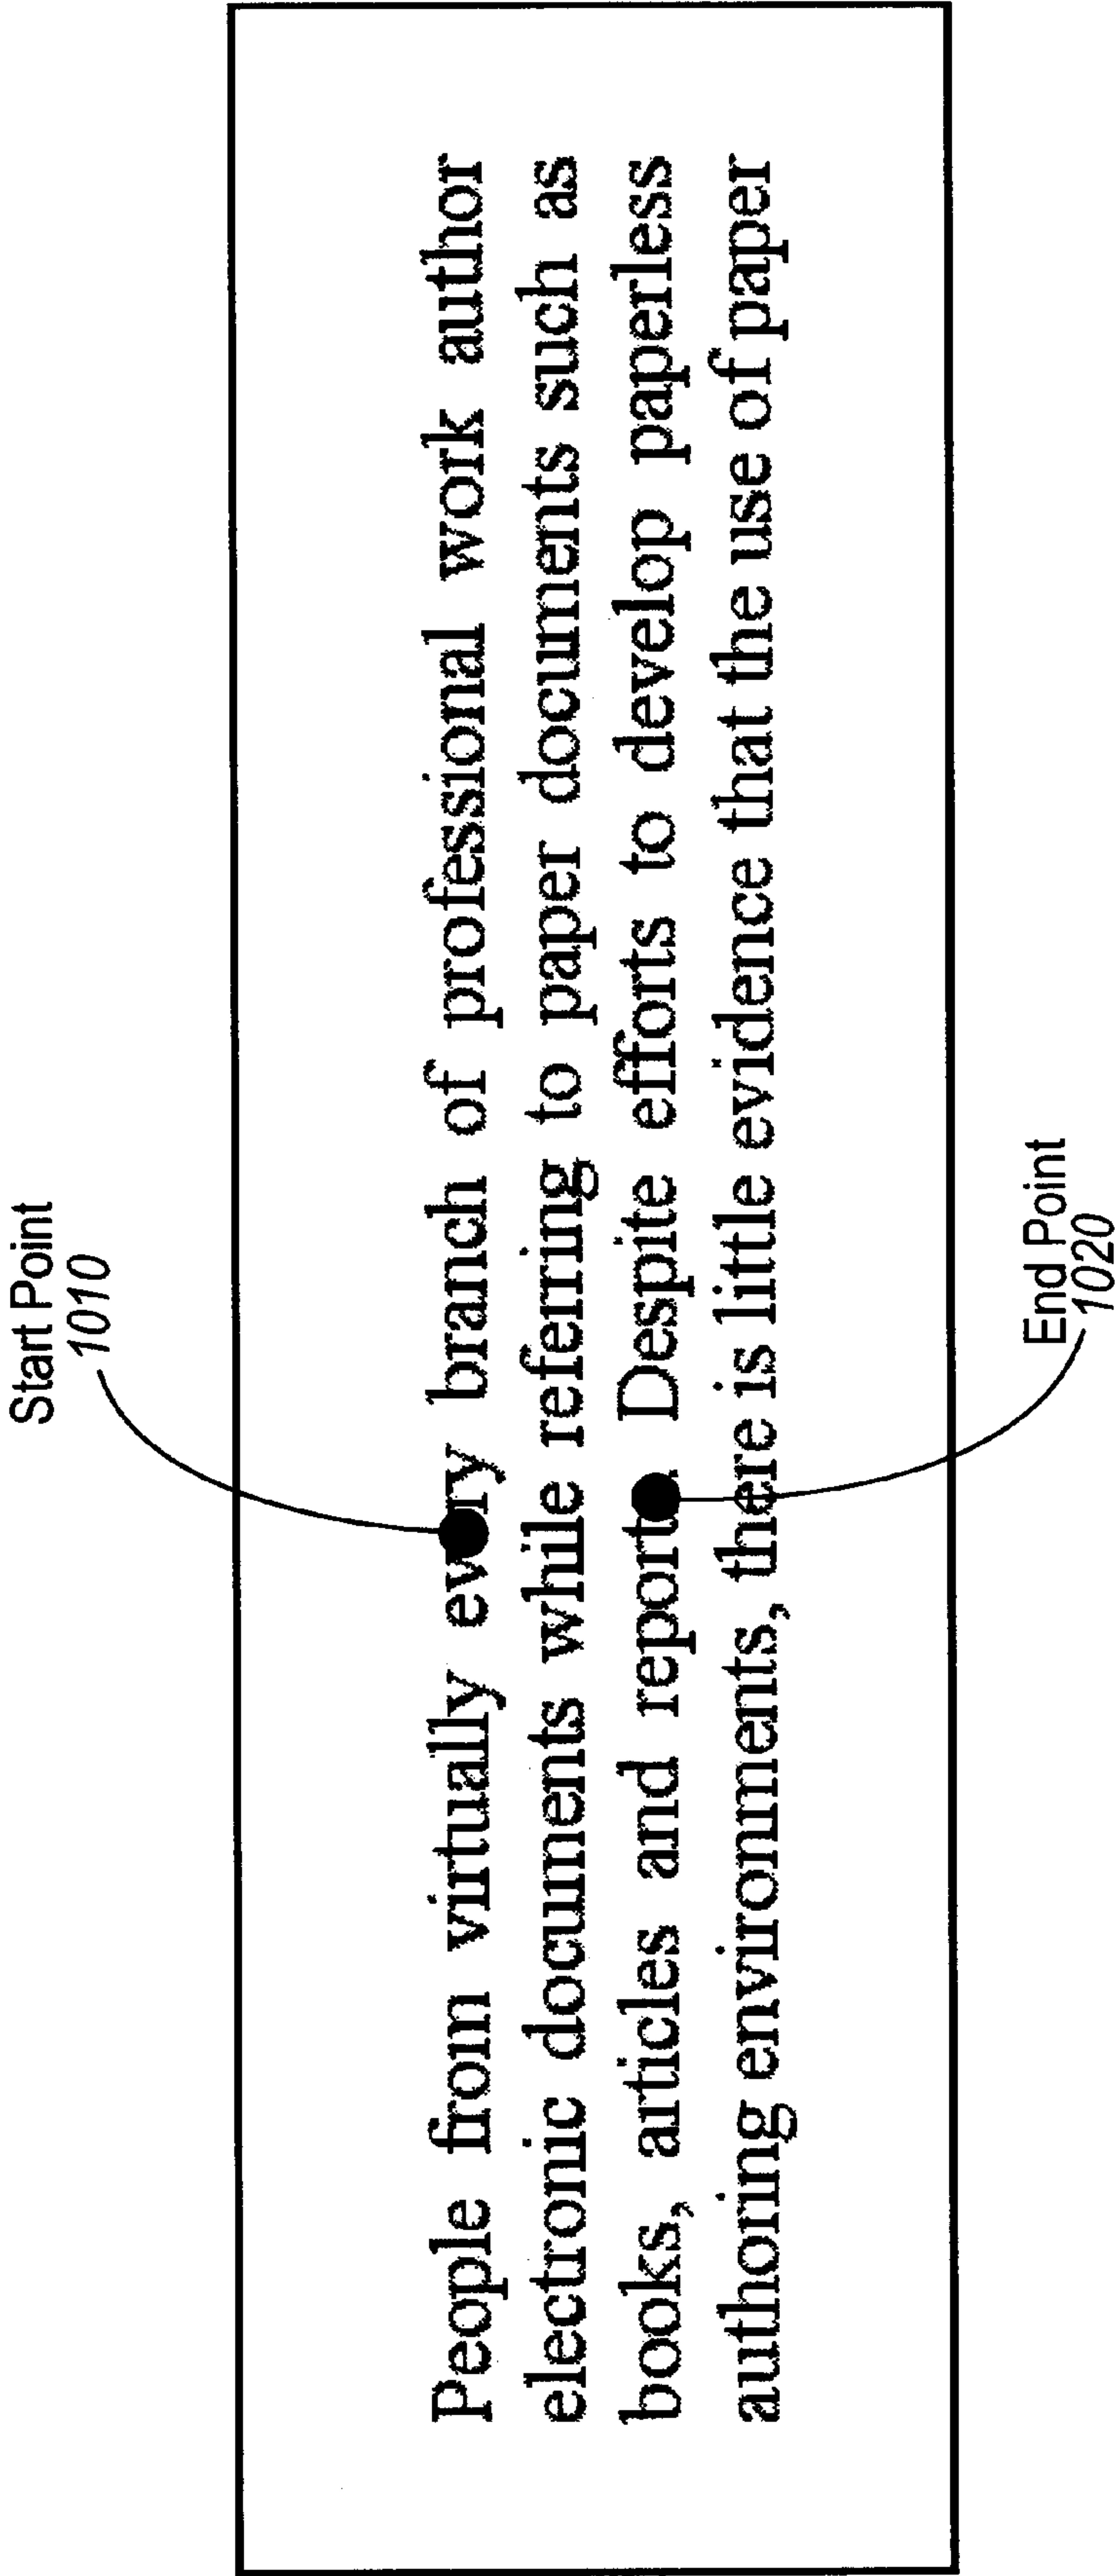 Start Point
1010
People from virtually every branch of professional work author
electronic documents while referring to paper documents such as
books, articles and reports. Despite efforts to develop paperless
authoring environments, there is little evidence that the use of paper
End Point
1020